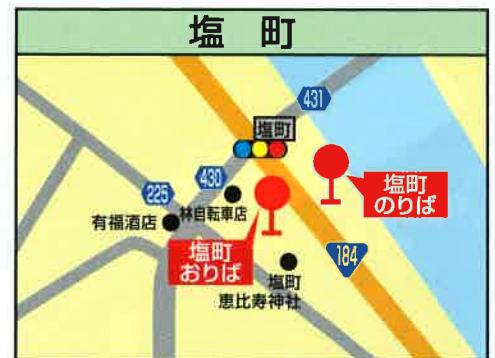 塩 町
431
塩町
塩町
のりば
430
225
林自転車店
有福酒店
塩町
おりば
184
塩町
恵比寿神社